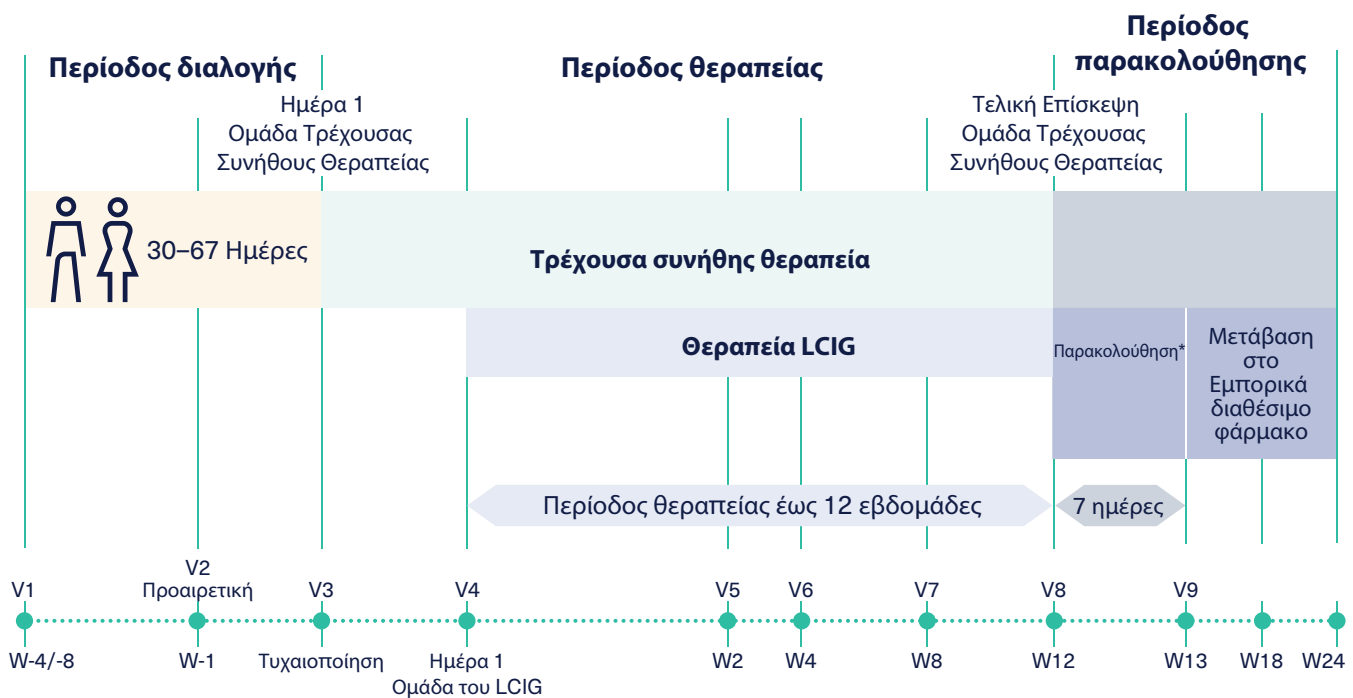 Περίοδος διαλογής
Περίοδος θεραπείας
Περίοδος
παρακολούθησης
Ημέρα 1
Ομάδα Τρέχουσας
Συνήθους Θεραπείας
Τελική Επίσκεψη
Ομάδα Τρέχουσας
Συνήθους Θεραπείας
30–67 Ημέρες
Τρέχουσα συνήθης θεραπεία
Θεραπεία LCIG
Παρακολούθηση*
Μετάβαση
στο
Εμπορικά
διαθέσιμο
φάρμακο
Περίοδος θεραπείας έως 12 εβδομάδες
7 ημέρες
V1
V2
Προαιρετική
V3
V4
V5
V6
V7
V8
V9
W-4/-8
W-1
Τυχαιοποίηση
Ημέρα 1
Ομάδα του LCIG
W2
W4
W8
W12
W13
W18
W24